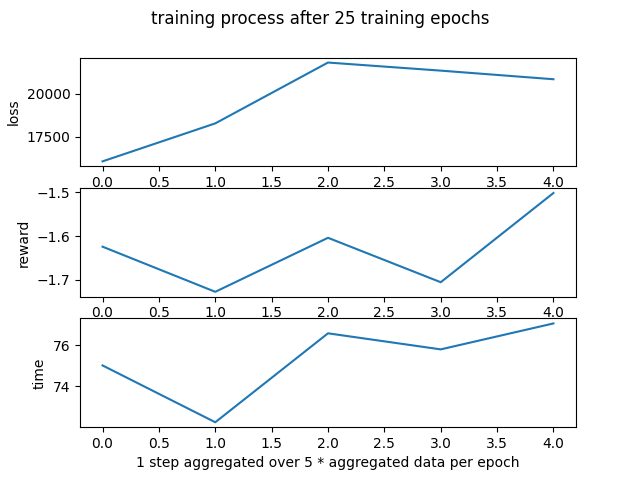 training process after 25 training epochs
20000
17500
loss
0.0 0.5 1.0 1.5 2.0 2.5 3.0 3.5 4.0
−1.5
−1.6
−1.7
reward
0.0 0.5 1.0 1.5 2.0 2.5 3.0 3.5 4.0
76
74
time
0.0 0.5 1.0 1.5 2.0 2.5 3.0 3.5 4.0
1 step aggregated over 5 * aggregated data per epoch